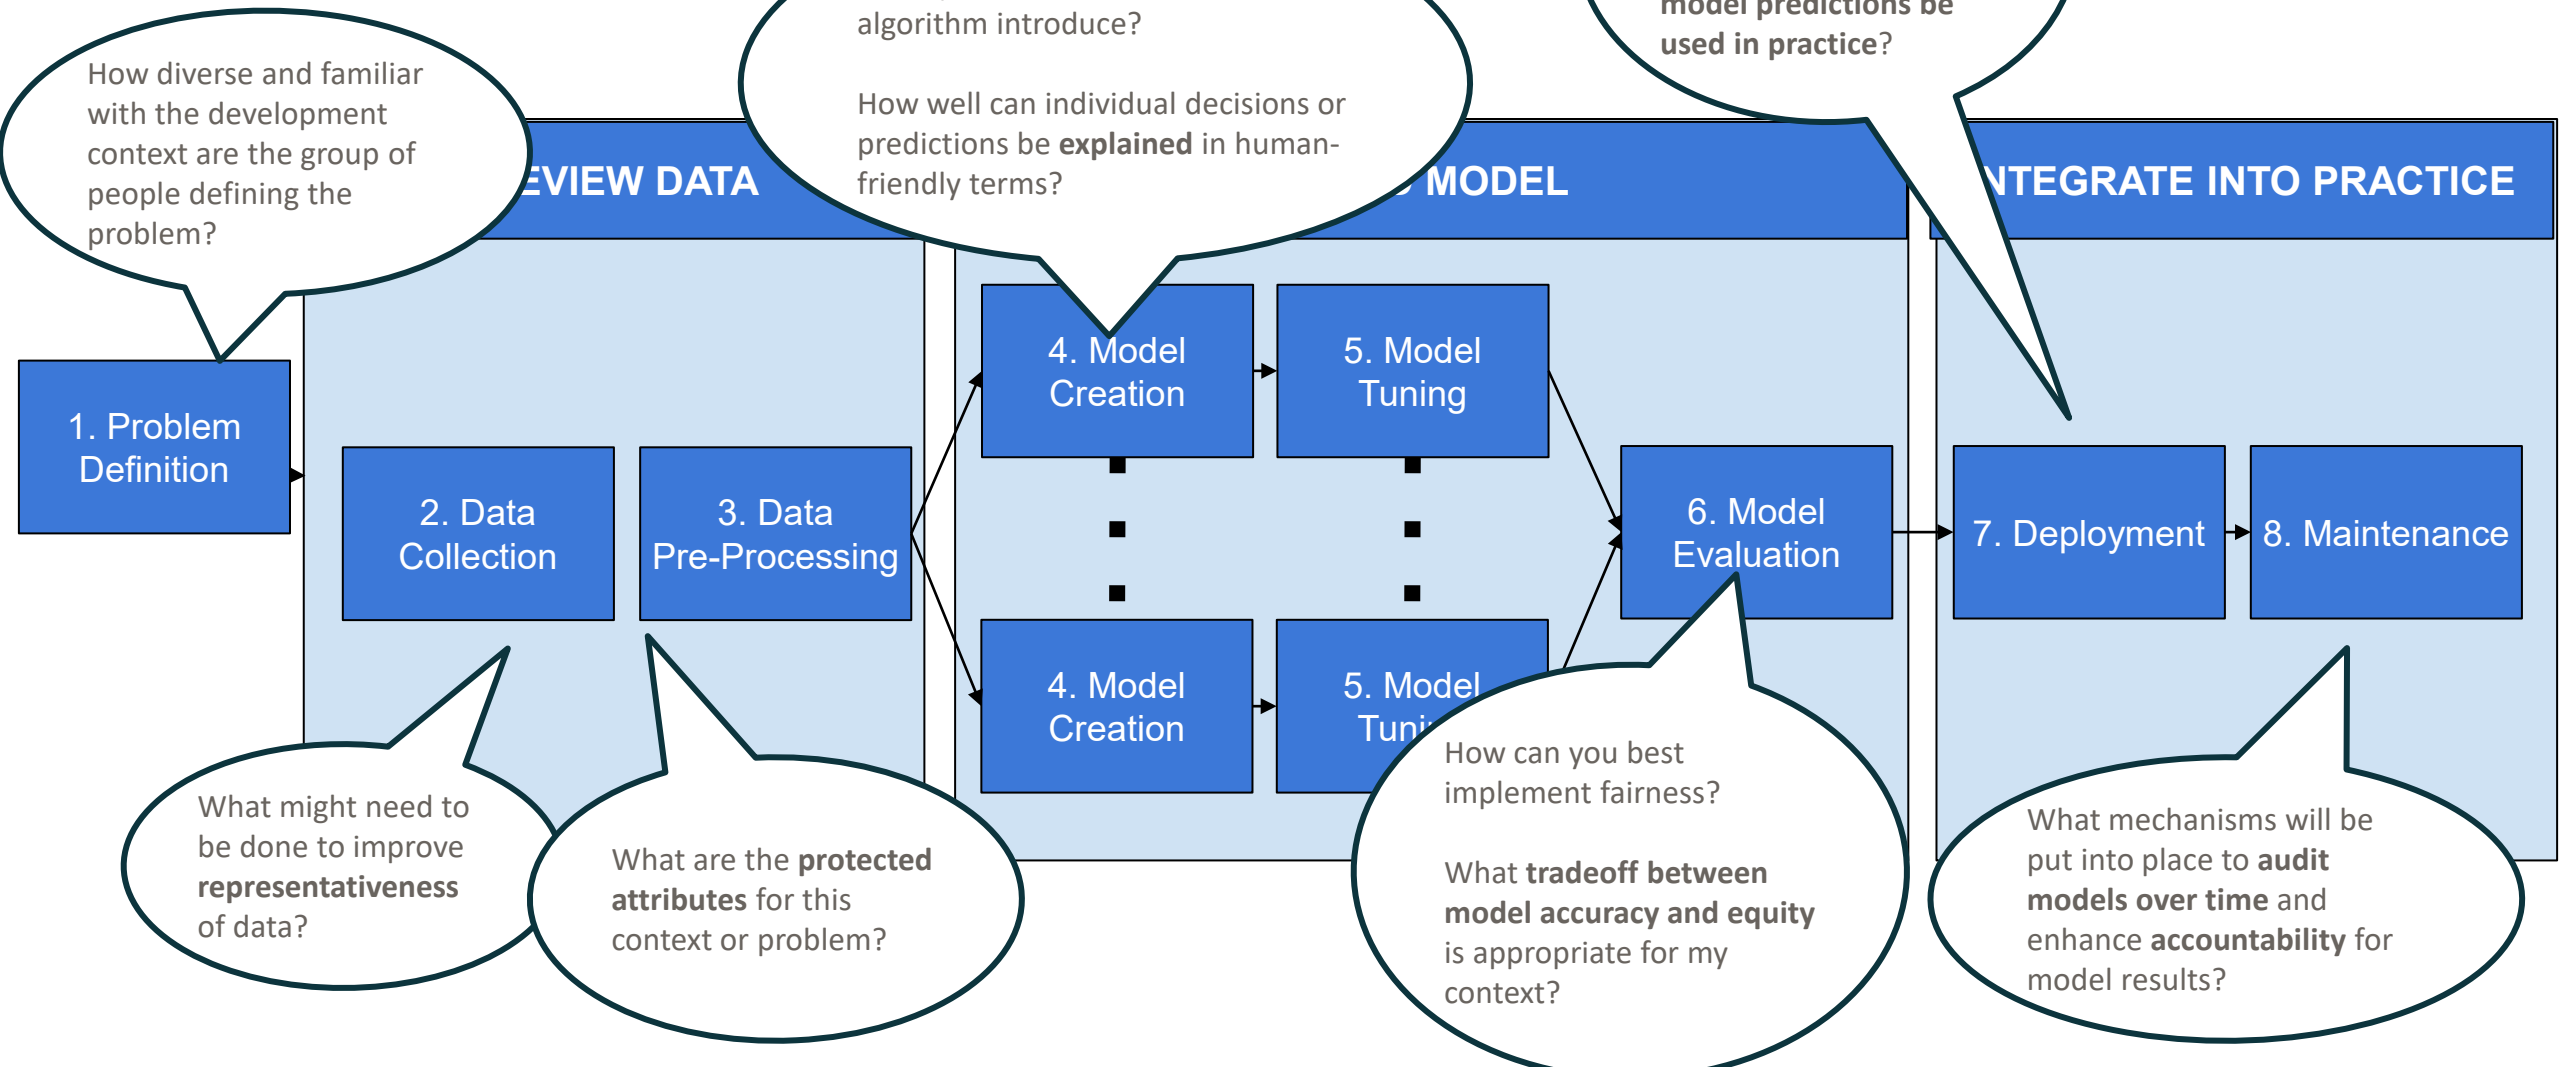 algorithm introduce?
How well can individual decisions or
predictions be explained in human-
friendly terms?
model predictions be
used in practice?
How diverse and familiar
with the development
context are the group of
people defining the
problem?
EVIEW DATA
MODEL
NTEGRATE INTO PRACTICE
1. Problem
Definition
2. Data
Collection
3. Data
Pre-Processing
4. Model
Creation
5. Model
Tuning
4. Model
Creation
5. Model
Tuni
6. Model
Evaluation
7. Deployment
8. Maintenance
What might need to
be done to improve
representativeness
of data?
What are the protected
attributes for this
context or problem?
How can you best
implement fairness?
What tradeoff between
model accuracy and equity
is appropriate for my
context?
What mechanisms will be
put into place to audit
models over time and
enhance accountability for
model results?